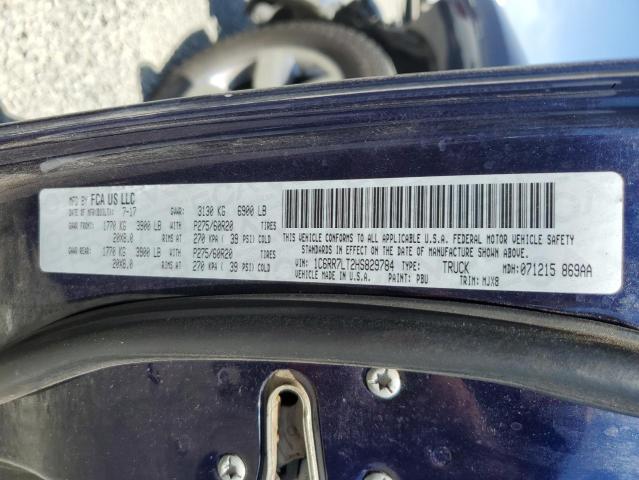 MFD BY FCA US LLC
DATE OF MFR(BUILT): 7-17 GVWR: 3130 KG 6900 LB
GAWR FRONT: 1770 KG 3900 LB WITH P275/60R20 TIRES
20X8.0 RIMS AT 270 KPA ( 39 PSI) COLD
GAWR REAR: 1770 KG 3900 LB WITH P275/60R20 TIRES
20X8.0 RIMS AT 270 KPA ( 39 PSI) COLD
THIS VEHICLE CONFORMS TO ALL APPLICABLE U.S.A. FEDERAL MOTOR VEHICLE SAFETY
STANDARDS IN EFFECT ON THE DATE OF MANUFACTURE SHOWN ABOVE.
VIN: 1C6RR7LT2HS829784 TYPE: TRUCK MDH: 071215 869AA
VEHICLE MADE IN U.S.A. PAINT: PBU TRIM: MJX8